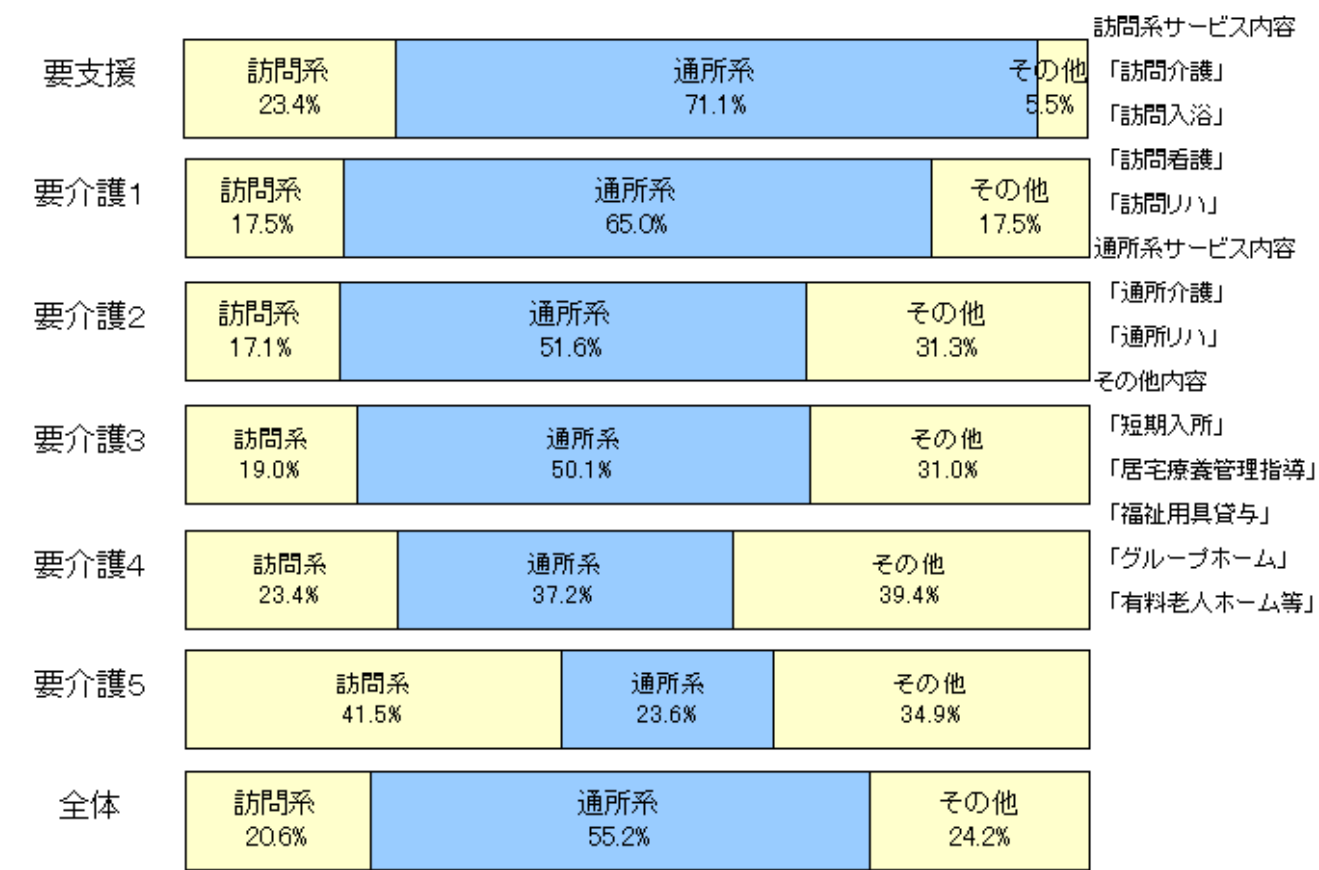 訪問系サービス内容
要支援
訪問系
23.4%
通所系
71.1%
その他
5.5%
「訪問介護」
「訪問入浴」
「訪問看護」
「訪問リハ」
要介護1
訪問系
17.5%
通所系
65.0%
その他
17.5%
通所系サービス内容
「通所介護」
「通所リハ」
要介護2
訪問系
17.1%
通所系
51.6%
その他
31.3%
その他内容
「短期入所」
「居宅療養管理指導」
「福祉用具貸与」
「グループホーム」
「有料老人ホーム等」
要介護3
訪問系
19.0%
通所系
50.1%
その他
31.0%
要介護4
訪問系
23.4%
通所系
37.2%
その他
39.4%
要介護5
訪問系
41.5%
通所系
23.6%
その他
34.9%
全体
訪問系
20.6%
通所系
55.2%
その他
24.2%